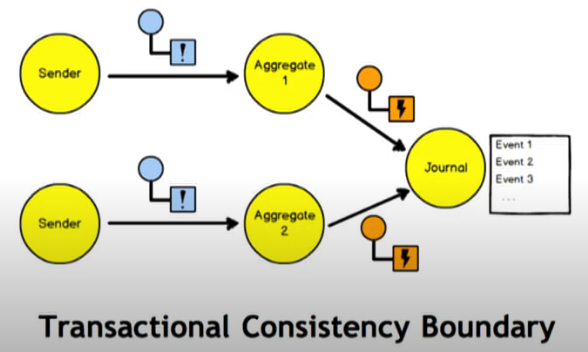 Sender
!
Aggregate
1
Journal
Event 1
Event 2
Event 3
...
Sender
!
Aggregate
2
Transactional Consistency Boundary